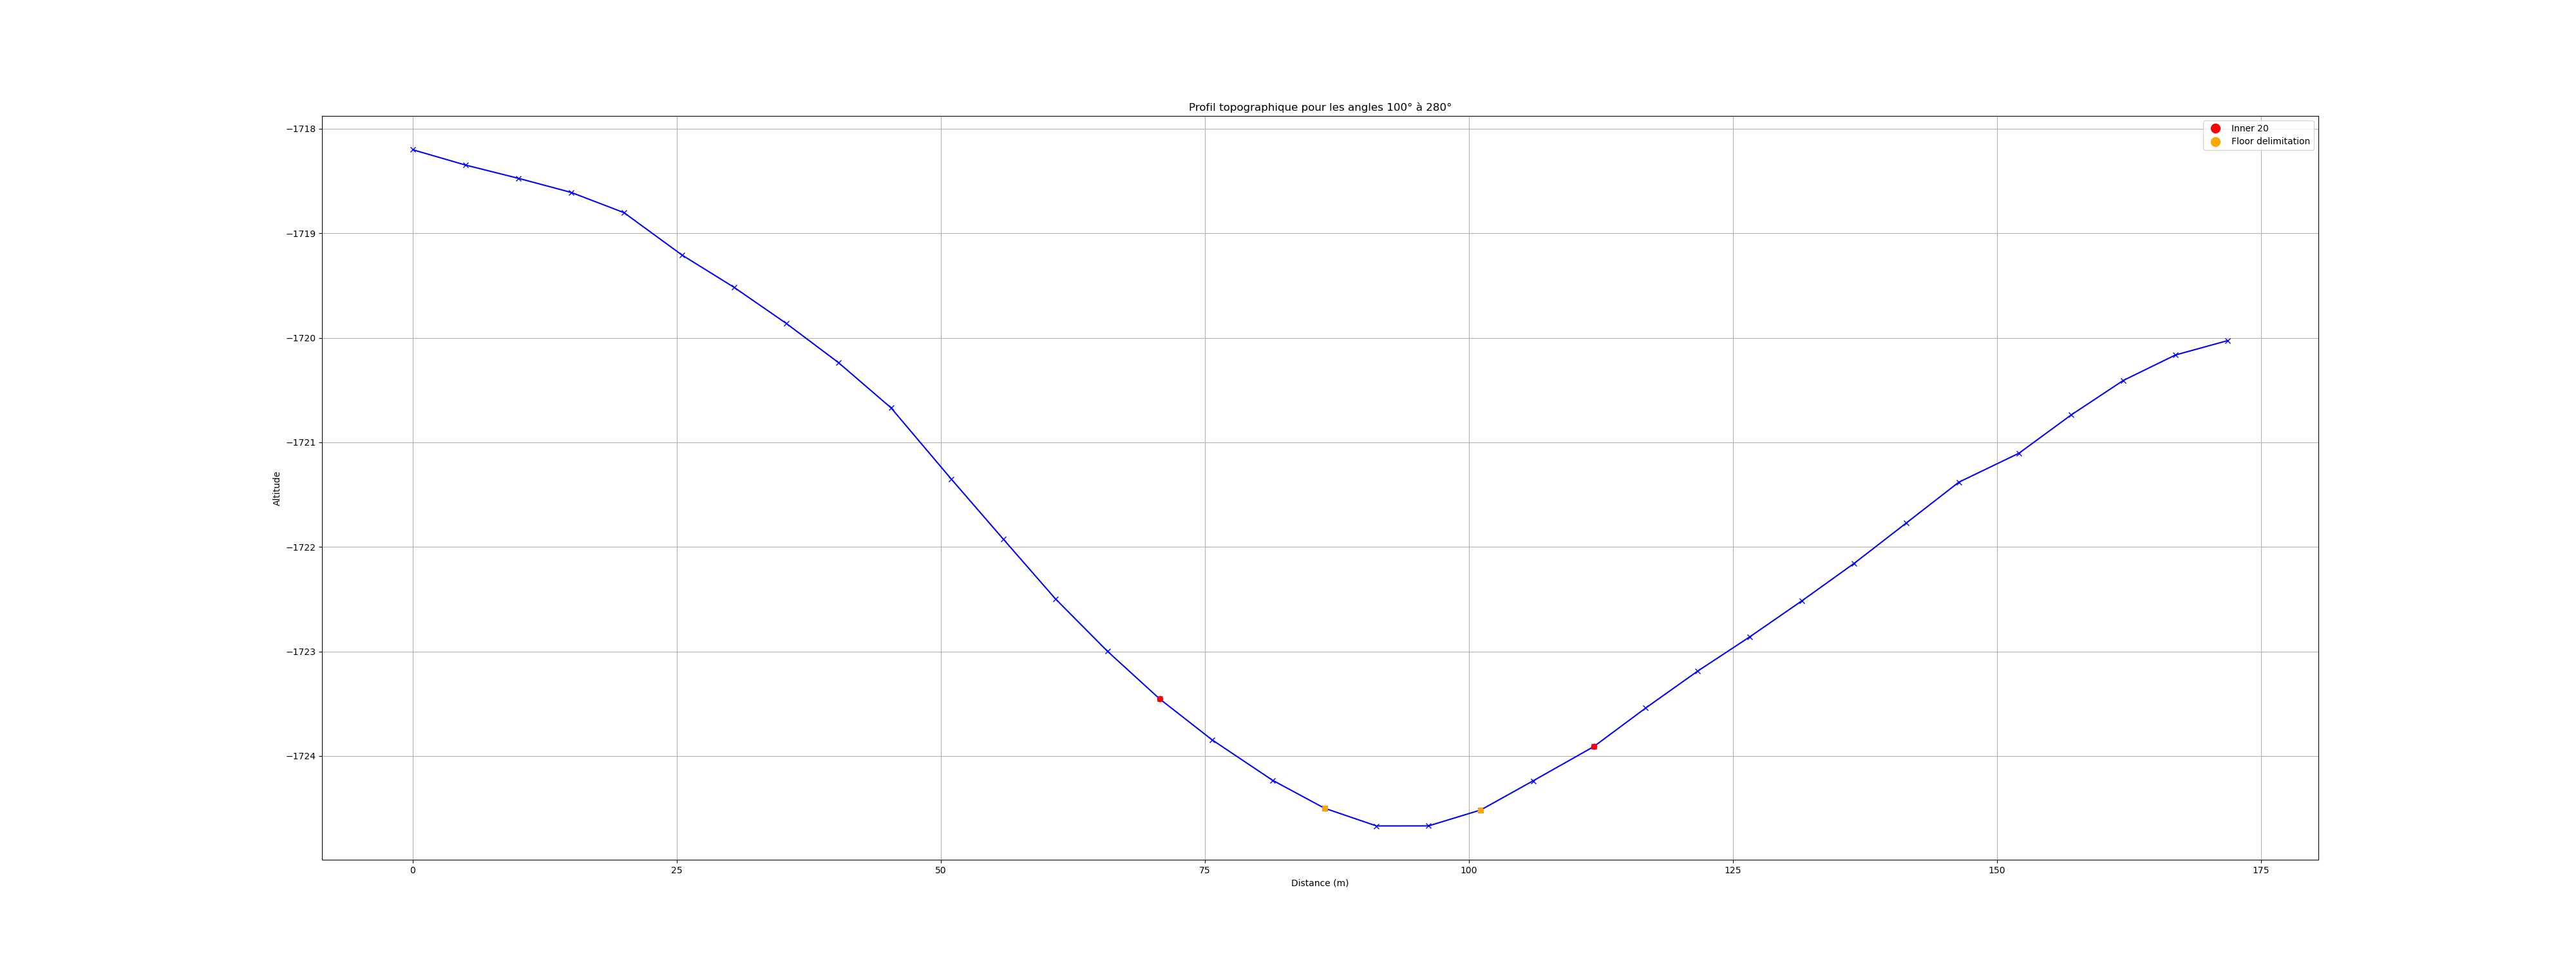 Profil topographique pour les angles 100° à 280°
Inner 20
Floor delimitation
−1718
−1719
−1720
−1721
−1722
−1723
−1724
Altitude
0 25 50 75 100 125 150 175
Distance (m)